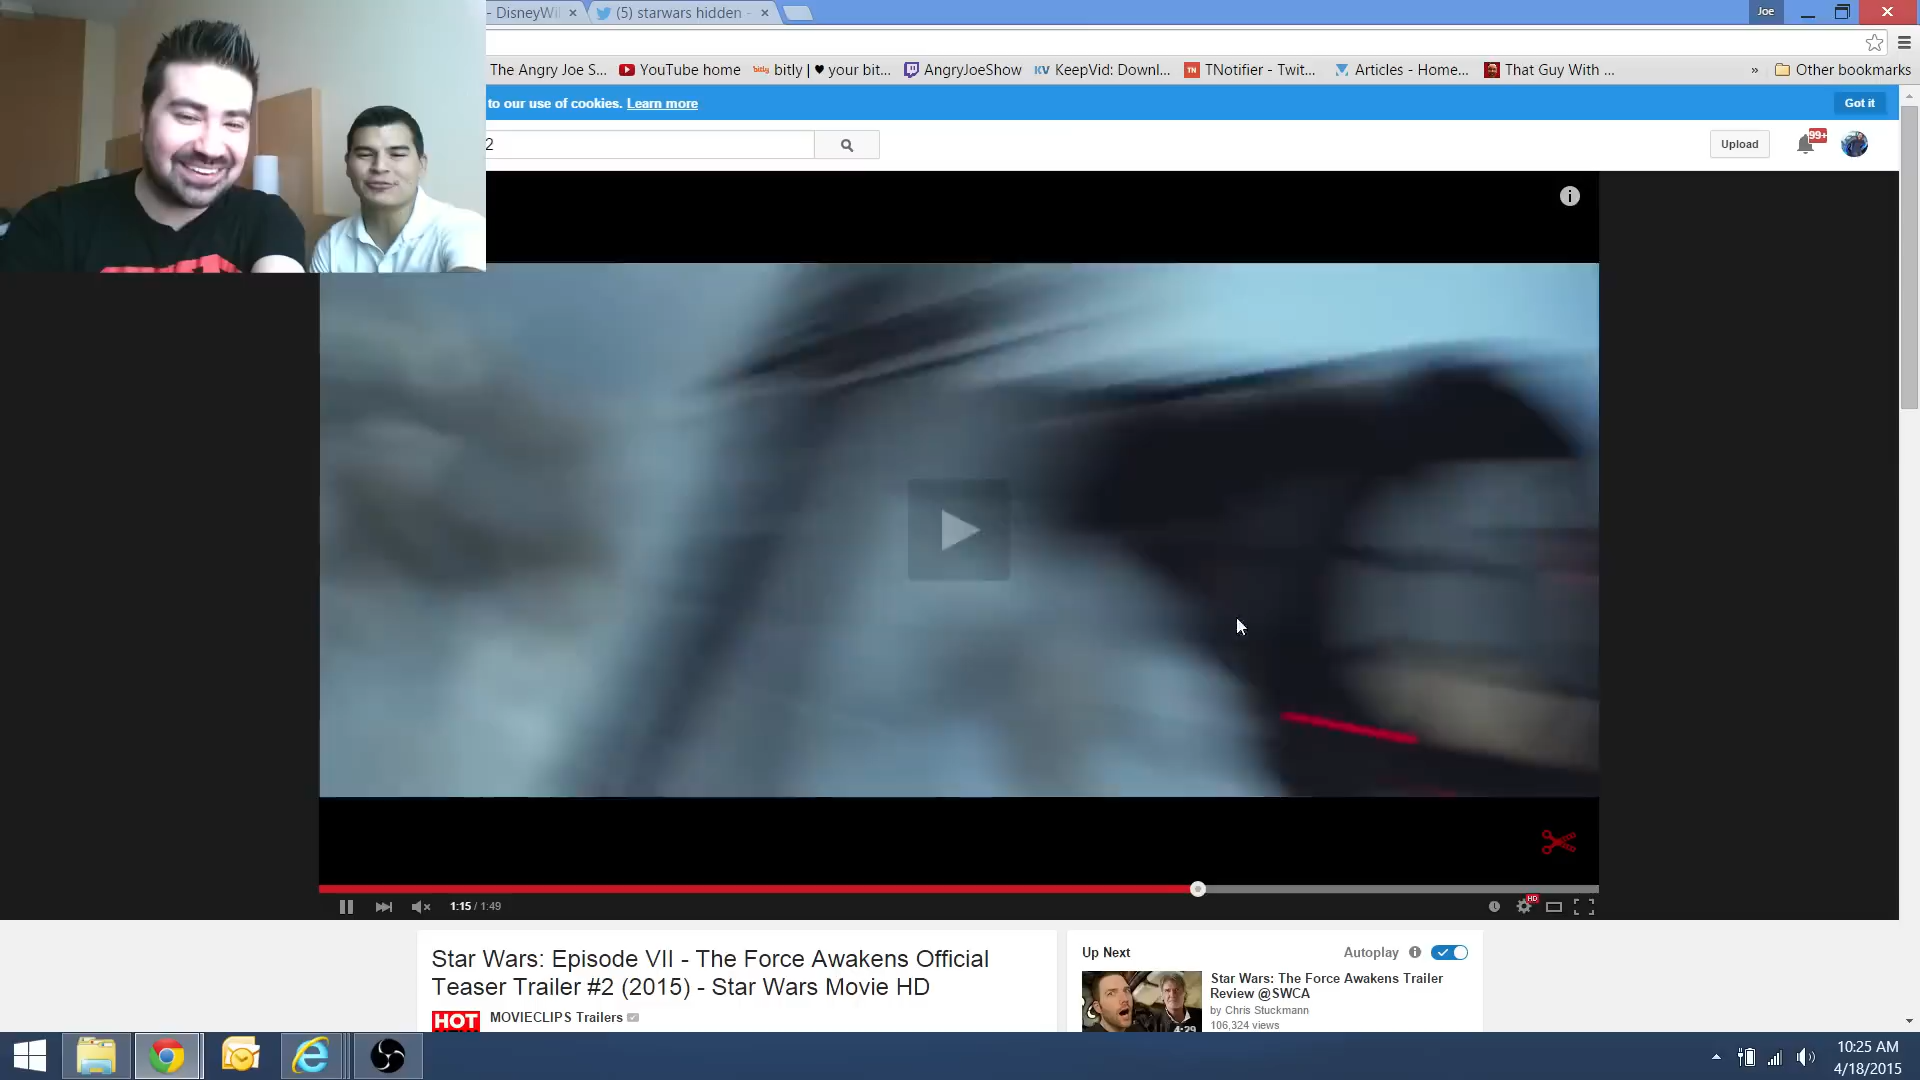 - DisneyWi
(5) starwars hidden -
Joe
The Angry Joe S...
YouTube home
bitly | ♥ your bit...
AngryJoeShow
KV KeepVid: Downl...
TN TNotifier - Twit...
Articles - Home...
That Guy With ...
»
Other bookmarks
to our use of cookies. Learn more
Got it
2
Upload
99+
i
1:15 / 1:49
HD
Star Wars: Episode VII - The Force Awakens Official
Teaser Trailer #2 (2015) - Star Wars Movie HD
HOT
MOVIECLIPS Trailers
Up Next
Autoplay
Star Wars: The Force Awakens Trailer
Review @SWCA
by Chris Stuckmann
106,324 views
4:29
10:25 AM
4/18/2015